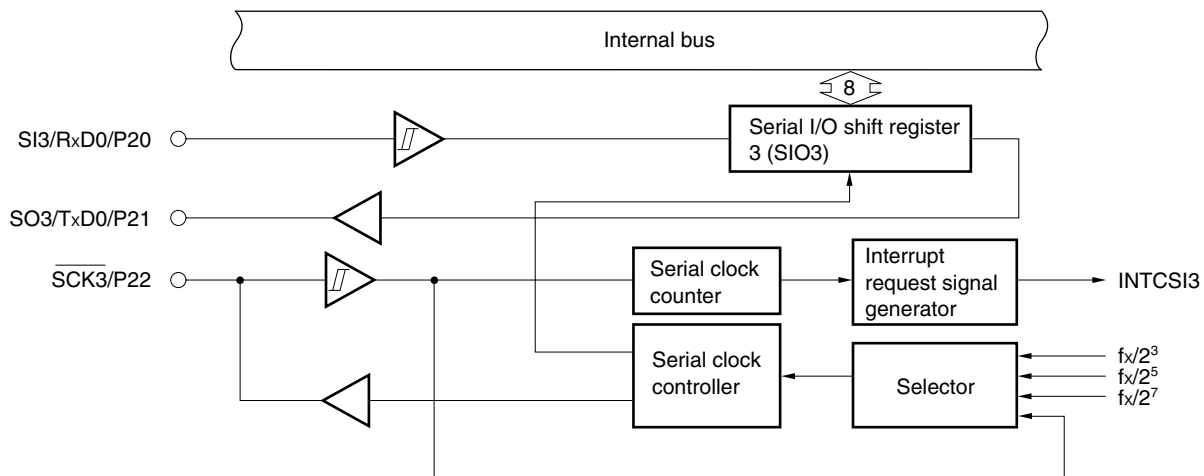 Internal bus
8
SI3/RxD0/P20
Serial I/O shift register
3 (SIO3)
SO3/TxD0/P21
SCK3/P22
Serial clock
counter
Interrupt
request signal
generator
INTCSI3
Serial clock
controller
Selector
fx/2³
fx/2⁵
fx/2⁷